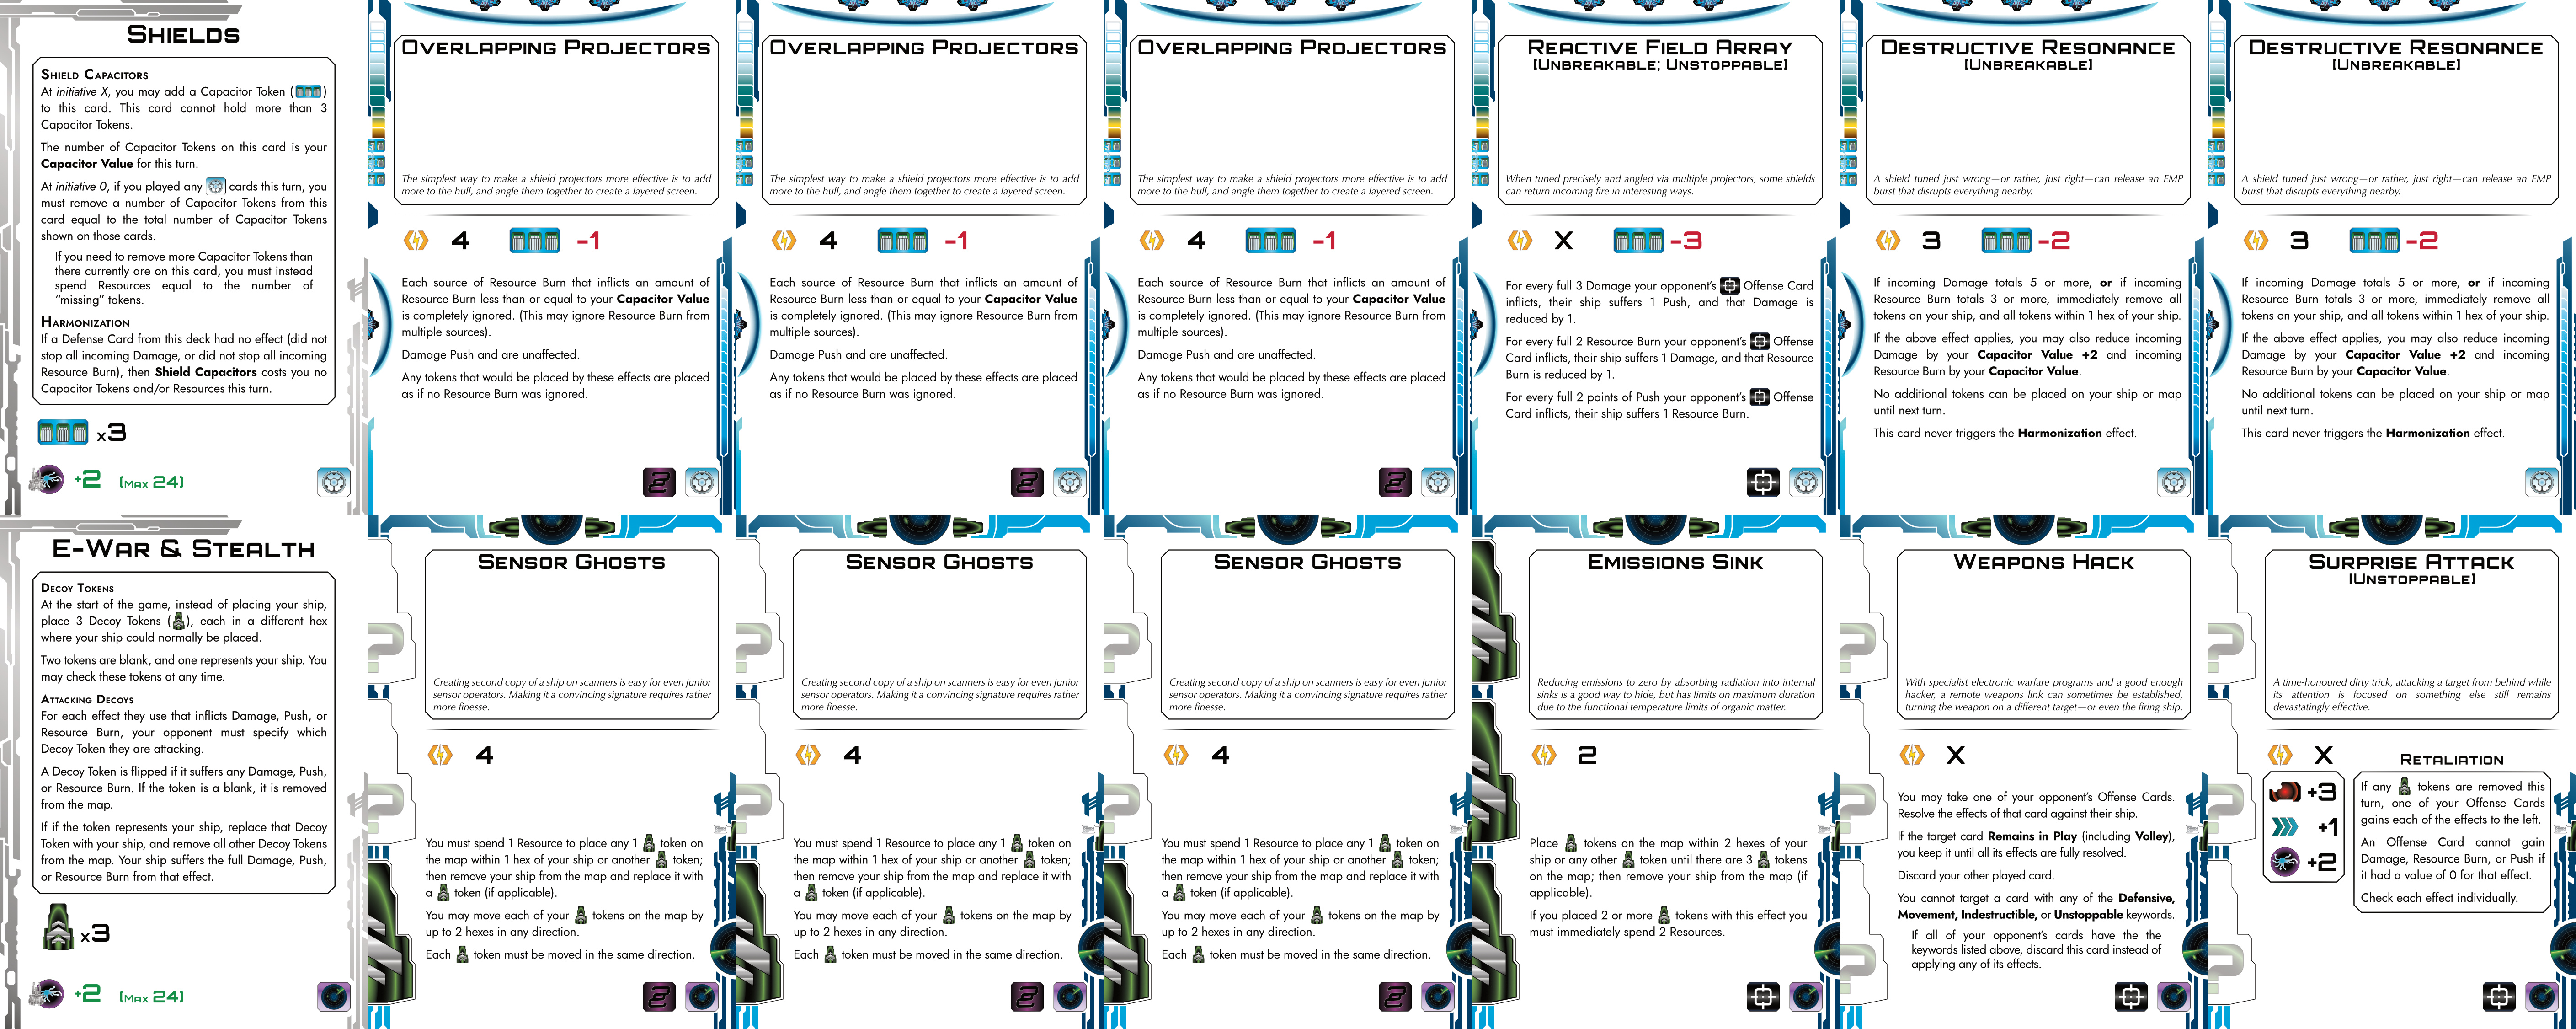 SHIELDS
SHIELD CAPACITORS
At initiative X, you may add a Capacitor Token ( )
to this card. This card cannot hold more than 3
Capacitor Tokens.
The number of Capacitor Tokens on this card is your
Capacitor Value for this turn.
At initiative 0, if you played any cards this turn, you
must remove a number of Capacitor Tokens from this
card equal to the total number of Capacitor Tokens
shown on those cards.
If you need to remove more Capacitor Tokens than
there currently are on this card, you must instead
spend Resources equal to the number of
“missing” tokens.
HARMONIZATION
If a Defense Card from this deck had no effect (did not
stop all incoming Damage, or did not stop all incoming
Resource Burn), then Shield Capacitors costs you no
Capacitor Tokens and/or Resources this turn.
x3
+2 [MAX 24]
OVERLAPPING PROJECTORS
The simplest way to make a shield projectors more effective is to add
more to the hull, and angle them together to create a layered screen.
4 -1
Each source of Resource Burn that inflicts an amount of
Resource Burn less than or equal to your Capacitor Value
is completely ignored. (This may ignore Resource Burn from
multiple sources).
Damage Push and are unaffected.
Any tokens that would be placed by these effects are placed
as if no Resource Burn was ignored.
2
OVERLAPPING PROJECTORS
The simplest way to make a shield projectors more effective is to add
more to the hull, and angle them together to create a layered screen.
4 -1
Each source of Resource Burn that inflicts an amount of
Resource Burn less than or equal to your Capacitor Value
is completely ignored. (This may ignore Resource Burn from
multiple sources).
Damage Push and are unaffected.
Any tokens that would be placed by these effects are placed
as if no Resource Burn was ignored.
2
OVERLAPPING PROJECTORS
The simplest way to make a shield projectors more effective is to add
more to the hull, and angle them together to create a layered screen.
4 -1
Each source of Resource Burn that inflicts an amount of
Resource Burn less than or equal to your Capacitor Value
is completely ignored. (This may ignore Resource Burn from
multiple sources).
Damage Push and are unaffected.
Any tokens that would be placed by these effects are placed
as if no Resource Burn was ignored.
2
REACTIVE FIELD ARRAY
[UNBREAKABLE; UNSTOPPABLE]
When tuned precisely and angled via multiple projectors, some shields
can return incoming fire in interesting ways.
X -3
For every full 3 Damage your opponent’s Offense Card
inflicts, their ship suffers 1 Push, and that Damage is
reduced by 1.
For every full 2 Resource Burn your opponent’s Offense
Card inflicts, their ship suffers 1 Damage, and that Resource
Burn is reduced by 1.
For every full 2 points of Push your opponent’s Offense
Card inflicts, their ship suffers 1 Resource Burn.
DESTRUCTIVE RESONANCE
[UNBREAKABLE]
A shield tuned just wrong—or rather, just right—can release an EMP
burst that disrupts everything nearby.
3 -2
If incoming Damage totals 5 or more, or if incoming
Resource Burn totals 3 or more, immediately remove all
tokens on your ship, and all tokens within 1 hex of your ship.
If the above effect applies, you may also reduce incoming
Damage by your Capacitor Value +2 and incoming
Resource Burn by your Capacitor Value.
No additional tokens can be placed on your ship or map
until next turn.
This card never triggers the Harmonization effect.
DESTRUCTIVE RESONANCE
[UNBREAKABLE]
A shield tuned just wrong—or rather, just right—can release an EMP
burst that disrupts everything nearby.
3 -2
If incoming Damage totals 5 or more, or if incoming
Resource Burn totals 3 or more, immediately remove all
tokens on your ship, and all tokens within 1 hex of your ship.
If the above effect applies, you may also reduce incoming
Damage by your Capacitor Value +2 and incoming
Resource Burn by your Capacitor Value.
No additional tokens can be placed on your ship or map
until next turn.
This card never triggers the Harmonization effect.
E-WAR & STEALTH
DECOY TOKENS
At the start of the game, instead of placing your ship,
place 3 Decoy Tokens ( ), each in a different hex
where your ship could normally be placed.
Two tokens are blank, and one represents your ship. You
may check these tokens at any time.
ATTACKING DECOYS
For each effect they use that inflicts Damage, Push, or
Resource Burn, your opponent must specify which
Decoy Token they are attacking.
A Decoy Token is flipped if it suffers any Damage, Push,
or Resource Burn. If the token is a blank, it is removed
from the map.
If if the token represents your ship, replace that Decoy
Token with your ship, and remove all other Decoy Tokens
from the map. Your ship suffers the full Damage, Push,
or Resource Burn from that effect.
x3
+2 [MAX 24]
SENSOR GHOSTS
Creating second copy of a ship on scanners is easy for even junior
sensor operators. Making it a convincing signature requires rather
more finesse.
4
You must spend 1 Resource to place any 1 token on
the map within 1 hex of your ship or another token;
then remove your ship from the map and replace it with
a token (if applicable).
You may move each of your tokens on the map by
up to 2 hexes in any direction.
Each token must be moved in the same direction.
2
SENSOR GHOSTS
Creating second copy of a ship on scanners is easy for even junior
sensor operators. Making it a convincing signature requires rather
more finesse.
4
You must spend 1 Resource to place any 1 token on
the map within 1 hex of your ship or another token;
then remove your ship from the map and replace it with
a token (if applicable).
You may move each of your tokens on the map by
up to 2 hexes in any direction.
Each token must be moved in the same direction.
2
SENSOR GHOSTS
Creating second copy of a ship on scanners is easy for even junior
sensor operators. Making it a convincing signature requires rather
more finesse.
4
You must spend 1 Resource to place any 1 token on
the map within 1 hex of your ship or another token;
then remove your ship from the map and replace it with
a token (if applicable).
You may move each of your tokens on the map by
up to 2 hexes in any direction.
Each token must be moved in the same direction.
2
EMISSIONS SINK
Reducing emissions to zero by absorbing radiation into internal
sinks is a good way to hide, but has limits on maximum duration
due to the functional temperature limits of organic matter.
2
Place tokens on the map within 2 hexes of your
ship or any other token until there are 3 tokens
on the map; then remove your ship from the map (if
applicable).
If you placed 2 or more tokens with this effect you
must immediately spend 2 Resources.
WEAPONS HACK
With specialist electronic warfare programs and a good enough
hacker, a remote weapons link can sometimes be established,
turning the weapon on a different target—or even the firing ship.
X
You may take one of your opponent’s Offense Cards.
Resolve the effects of that card against their ship.
If the target card Remains in Play (including Volley),
you keep it until all its effects are fully resolved.
Discard your other played card.
You cannot target a card with any of the Defensive,
Movement, Indestructible, or Unstoppable keywords.
If all of your opponent’s cards have the the
keywords listed above, discard this card instead of
applying any of its effects.
SURPRISE ATTACK
[UNSTOPPABLE]
A time-honoured dirty trick, attacking a target from behind while
its attention is focused on something else still remains
devastatingly effective.
X
+3
+1
+2
RETALIATION
If any tokens are removed this
turn, one of your Offense Cards
gains each of the effects to the left.
An Offense Card cannot gain
Damage, Resource Burn, or Push if
it had a value of 0 for that effect.
Check each effect individually.